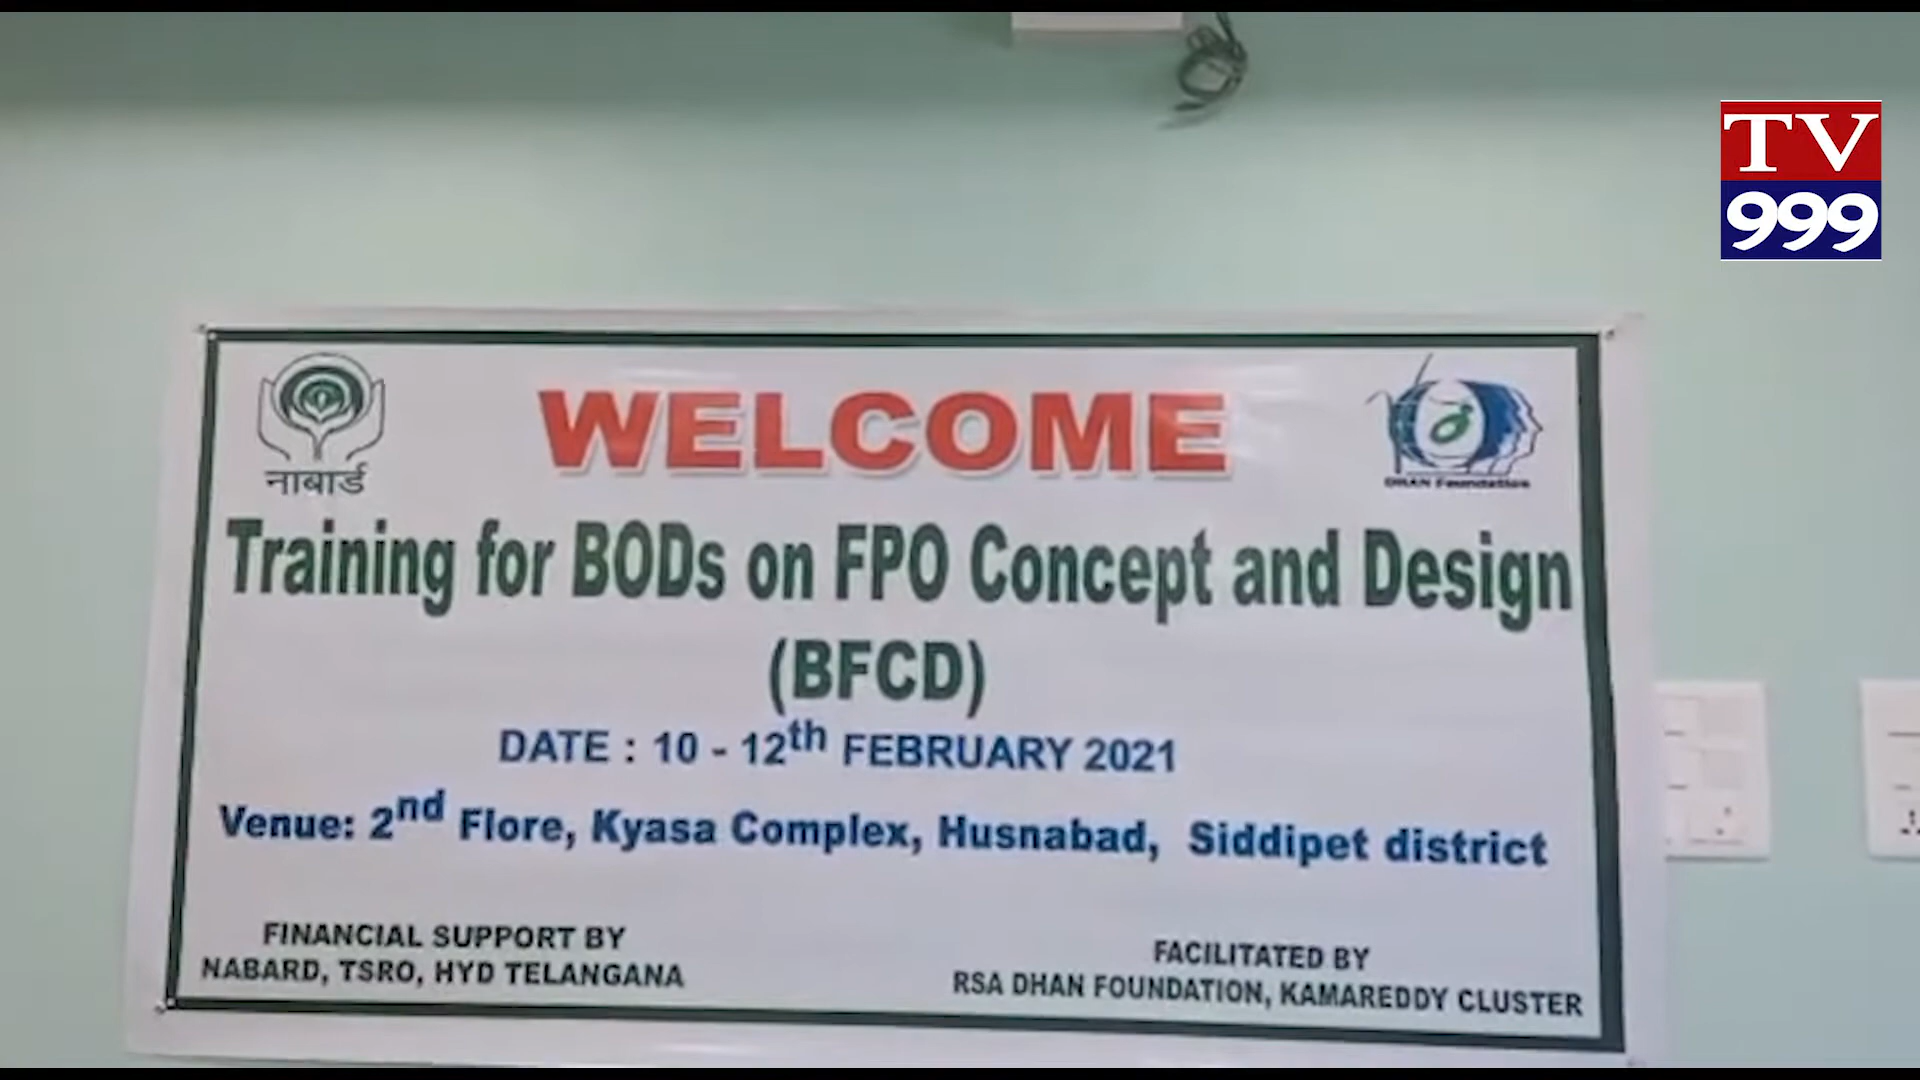 TV
999
नाबार्ड
WELCOME
DHAN Foundation
Training for BODs on FPO Concept and Design
(BFCD)
DATE : 10 - 12th FEBRUARY 2021
Venue: 2nd Flore, Kyasa Complex, Husnabad, Siddipet district
FINANCIAL SUPPORT BY
NABARD, TSRO, HYD TELANGANA
FACILITATED BY
RSA DHAN FOUNDATION, KAMAREDDY CLUSTER